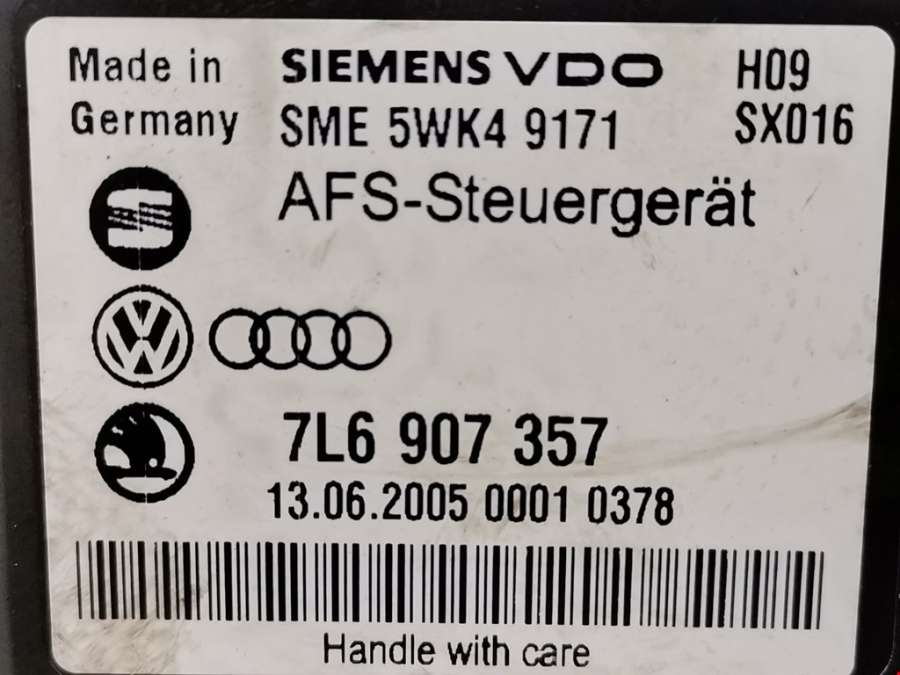 Made in
Germany
SIEMENS VDO
SME 5WK4 9171
H09
SX016
AFS-Steuergerät
7L6 907 357
13.06.2005 0001 0378
Handle with care